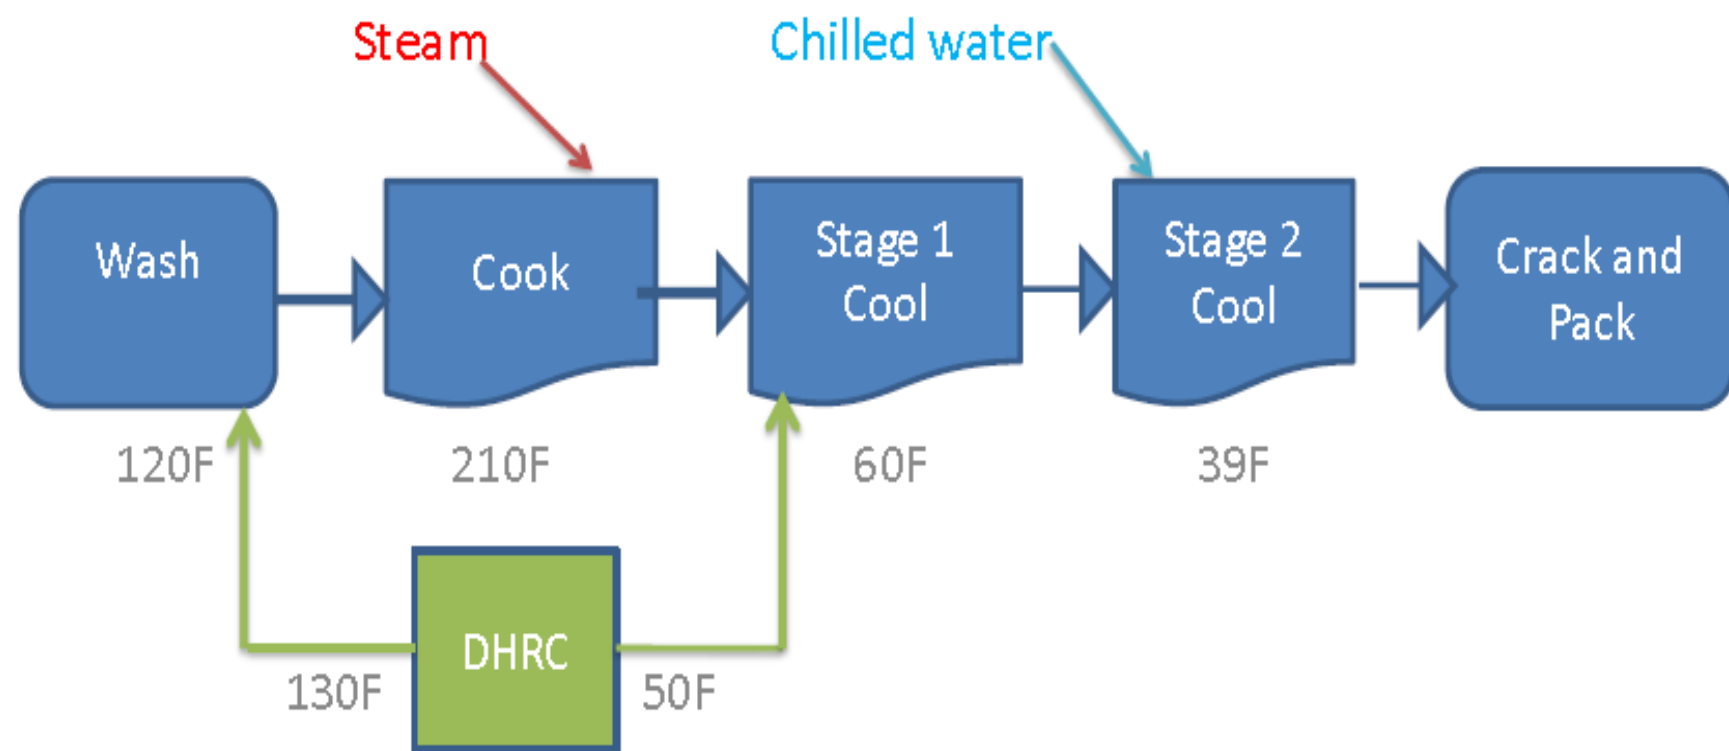 Steam
Chilled water
Wash
Cook
Stage 1
Cool
Stage 2
Cool
Crack and
Pack
120F
210F
60F
39F
DHRC
130F
50F